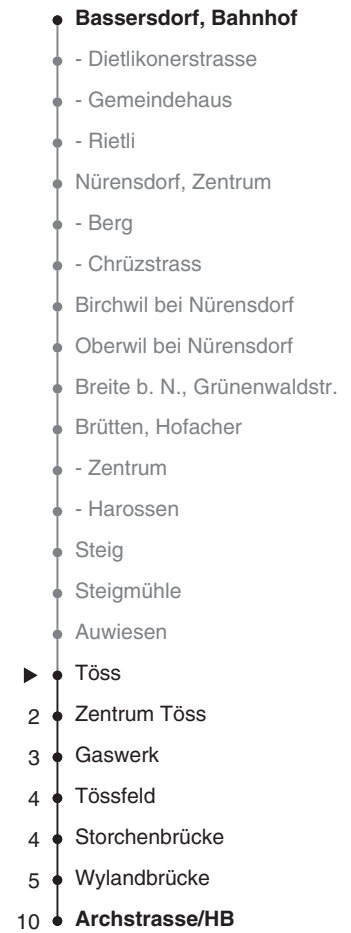 Bassersdorf, Bahnhof
- Dietlikonerstrasse
- Gemeindehaus
- Rietli
Nürensdorf, Zentrum
- Berg
- Chrüzstrass
Birchwil bei Nürensdorf
Oberwil bei Nürensdorf
Breite b. N., Grünenwaldstr.
Brütten, Hofacher
- Zentrum
- Harossen
Steig
Steigmühle
Auwiesen
Töss
2 Zentrum Töss
3 Gaswerk
4 Tössfeld
4 Storchenbrücke
5 Wylandbrücke
10 Archstrasse/HB